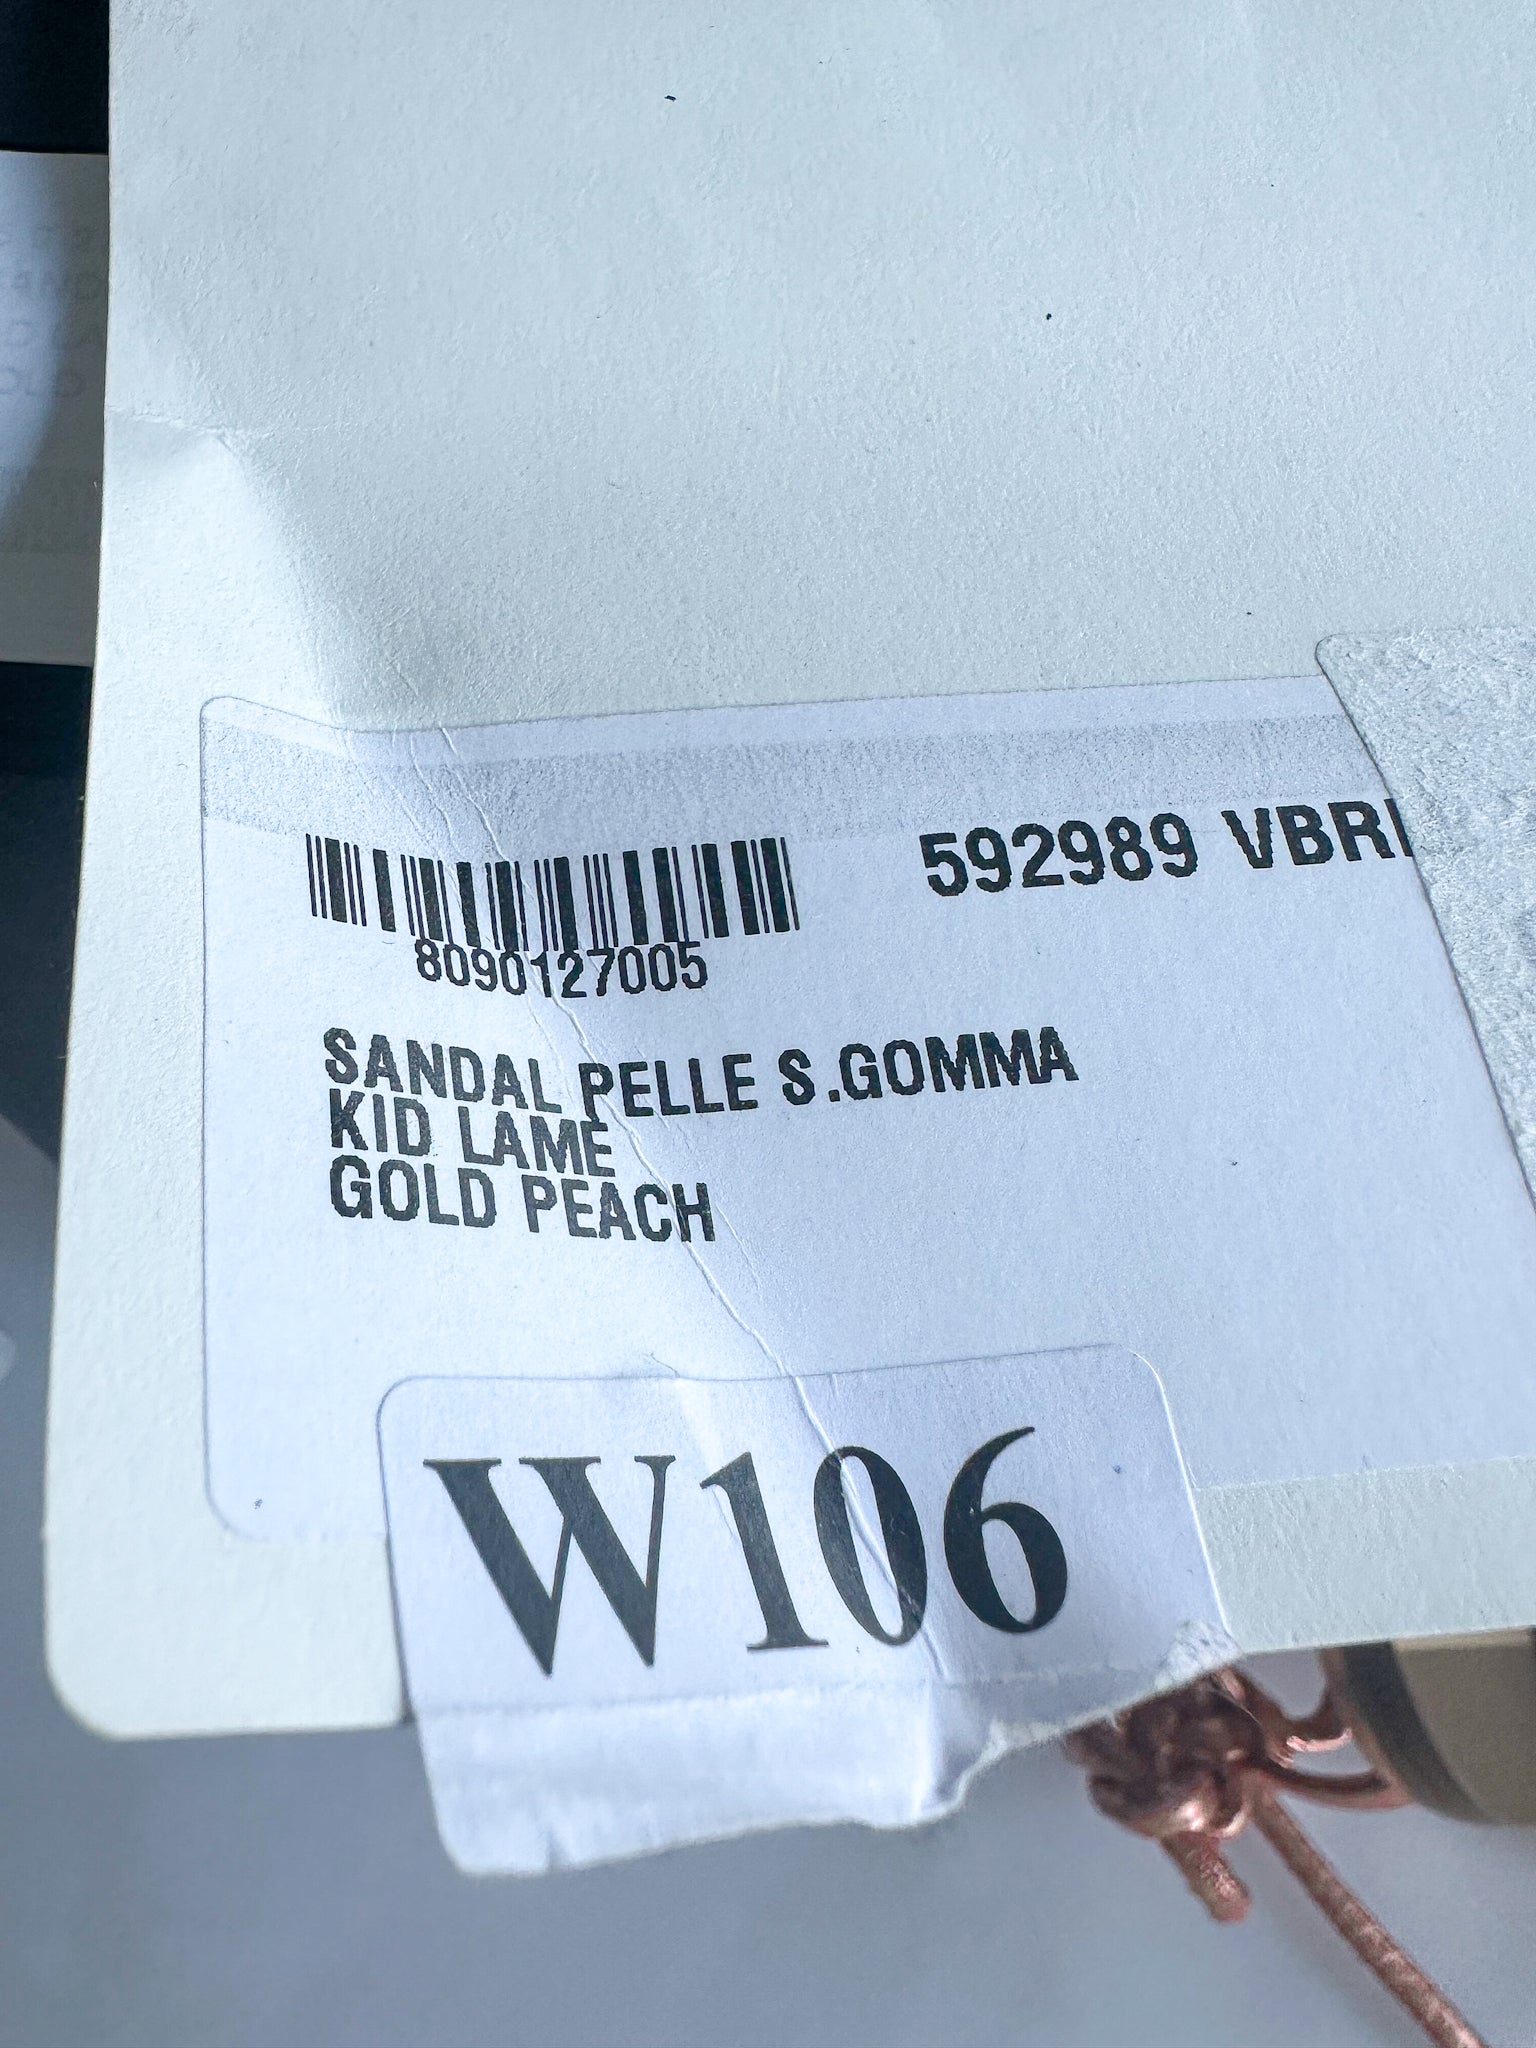 592989 VBR
8090127005
SANDAL PELLE S.GOMMA
KID LAME
GOLD PEACH
W106